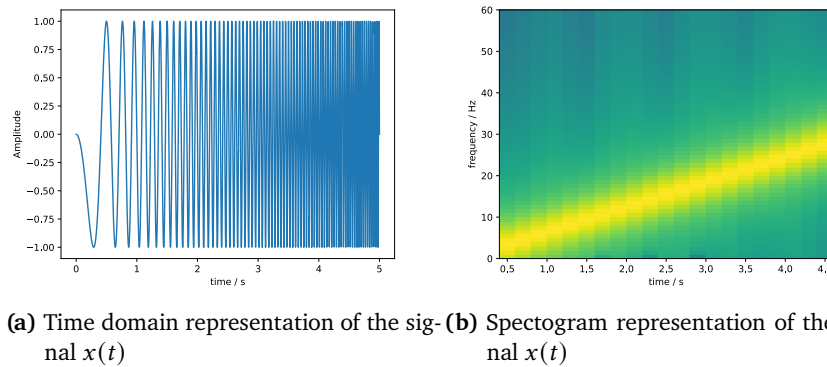 1.00
0.75
0.50
0.25
0.00
−0.25
−0.50
−0.75
−1.00
Amplitude
0 1 2 3 4 5
time / s
60
50
40
30
20
10
0
frequency / Hz
0.5 1.0 1.5 2.0 2.5 3.0 3.5 4.0 4.5
time / s
(a) Time domain representation of the sig-
nal x(t)
(b) Spectogram representation of the
nal x(t)